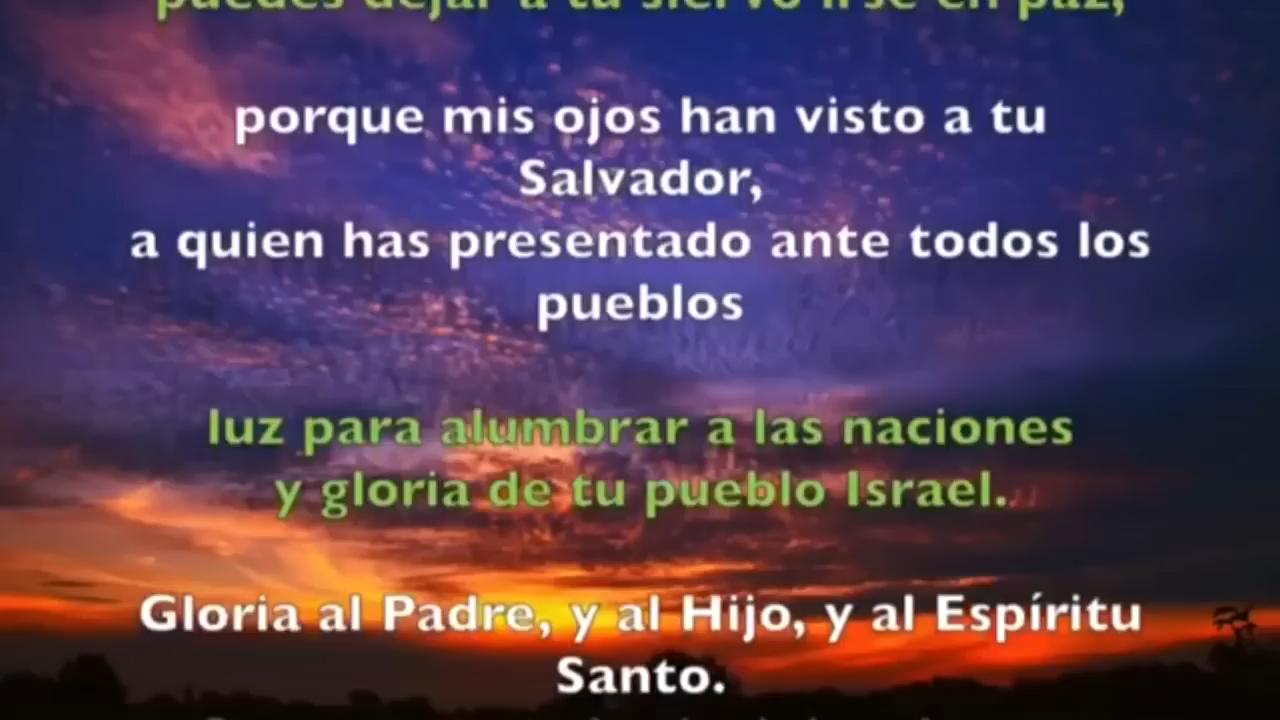 puedes dejar a tu siervo irse en paz,
porque mis ojos han visto a tu
Salvador,
a quien has presentado ante todos los
pueblos
luz para alumbrar a las naciones
y gloria de tu pueblo Israel.
Gloria al Padre, y al Hijo, y al Espíritu
Santo.